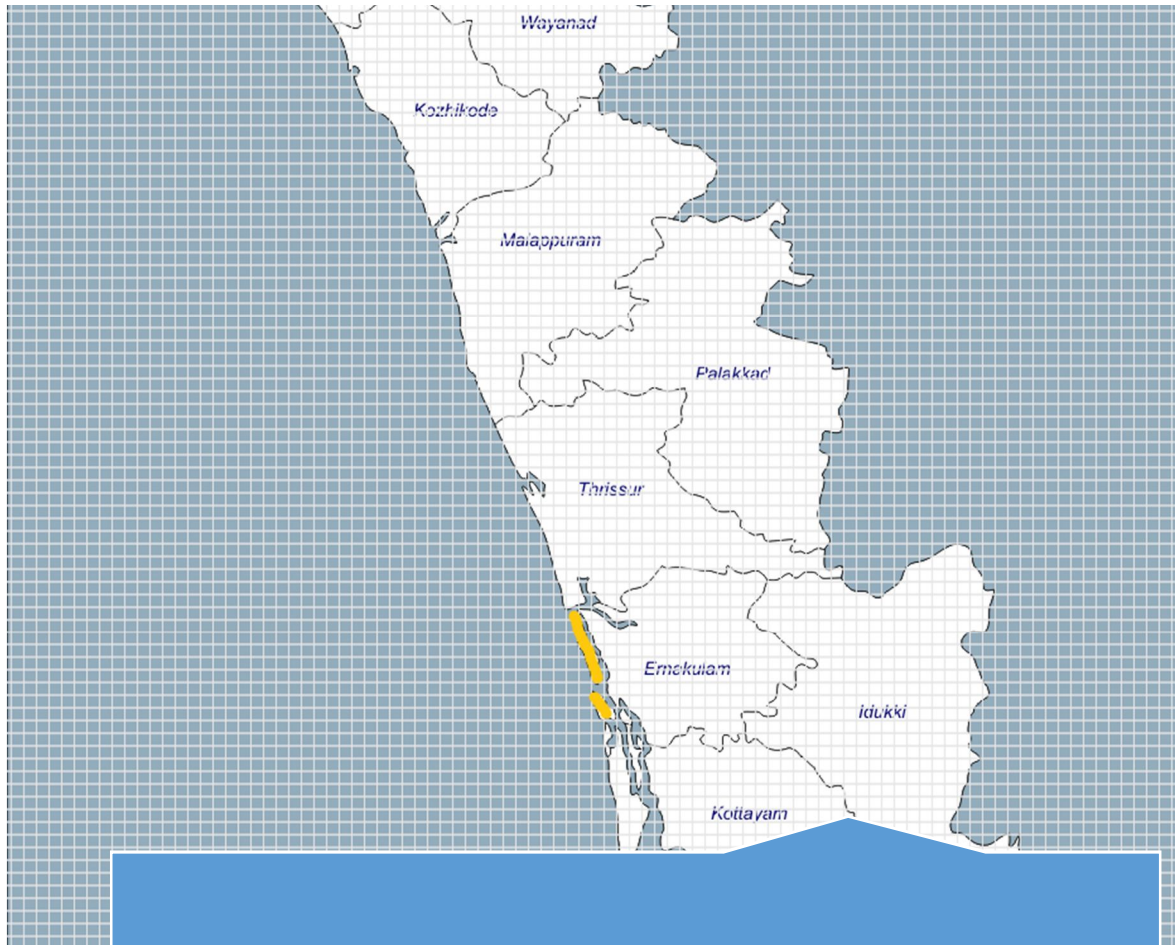 Wayanad
Kozhikode
Malappuram
Palakkad
Thrissur
Ernakulam
Idukki
Kottayam